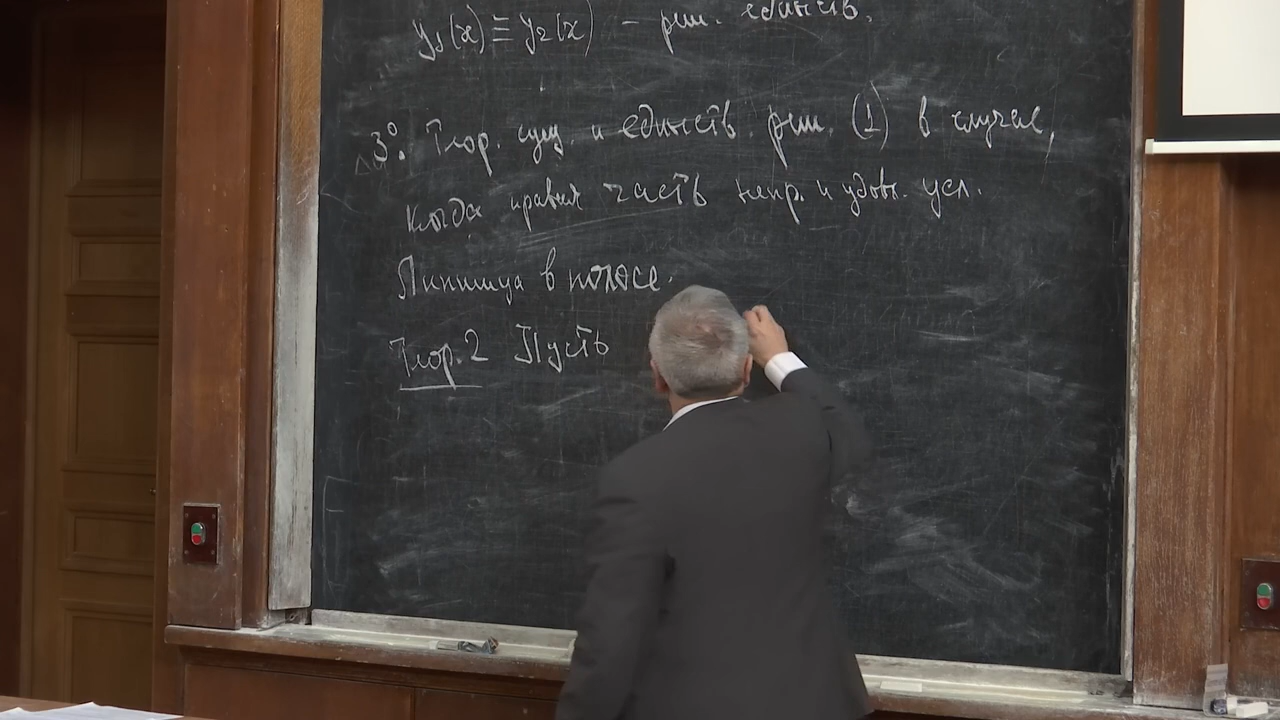 y₁(x) ≡ y₂(x) – реш. единств.
3°. Теор. сущ. и единств. реш. (1) в случае,
когда правая часть непр. и удовл. усл.
Липшица в полосе.
Теор. 2 Пусть